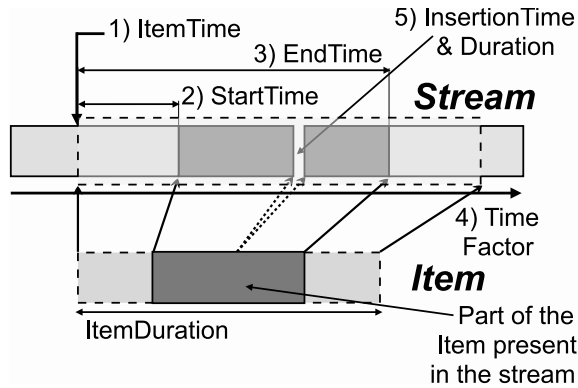 1) ItemTime
5) InsertionTime
& Duration
3) EndTime
2) StartTime
Stream
4) Time
Factor
Item
ItemDuration
Part of the
Item present
in the stream